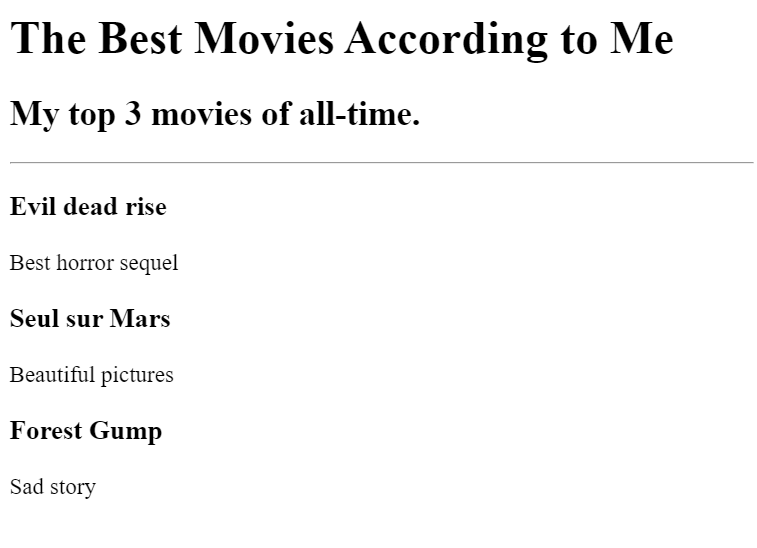 The Best Movies According to Me
My top 3 movies of all-time.
Evil dead rise
Best horror sequel
Seul sur Mars
Beautiful pictures
Forest Gump
Sad story